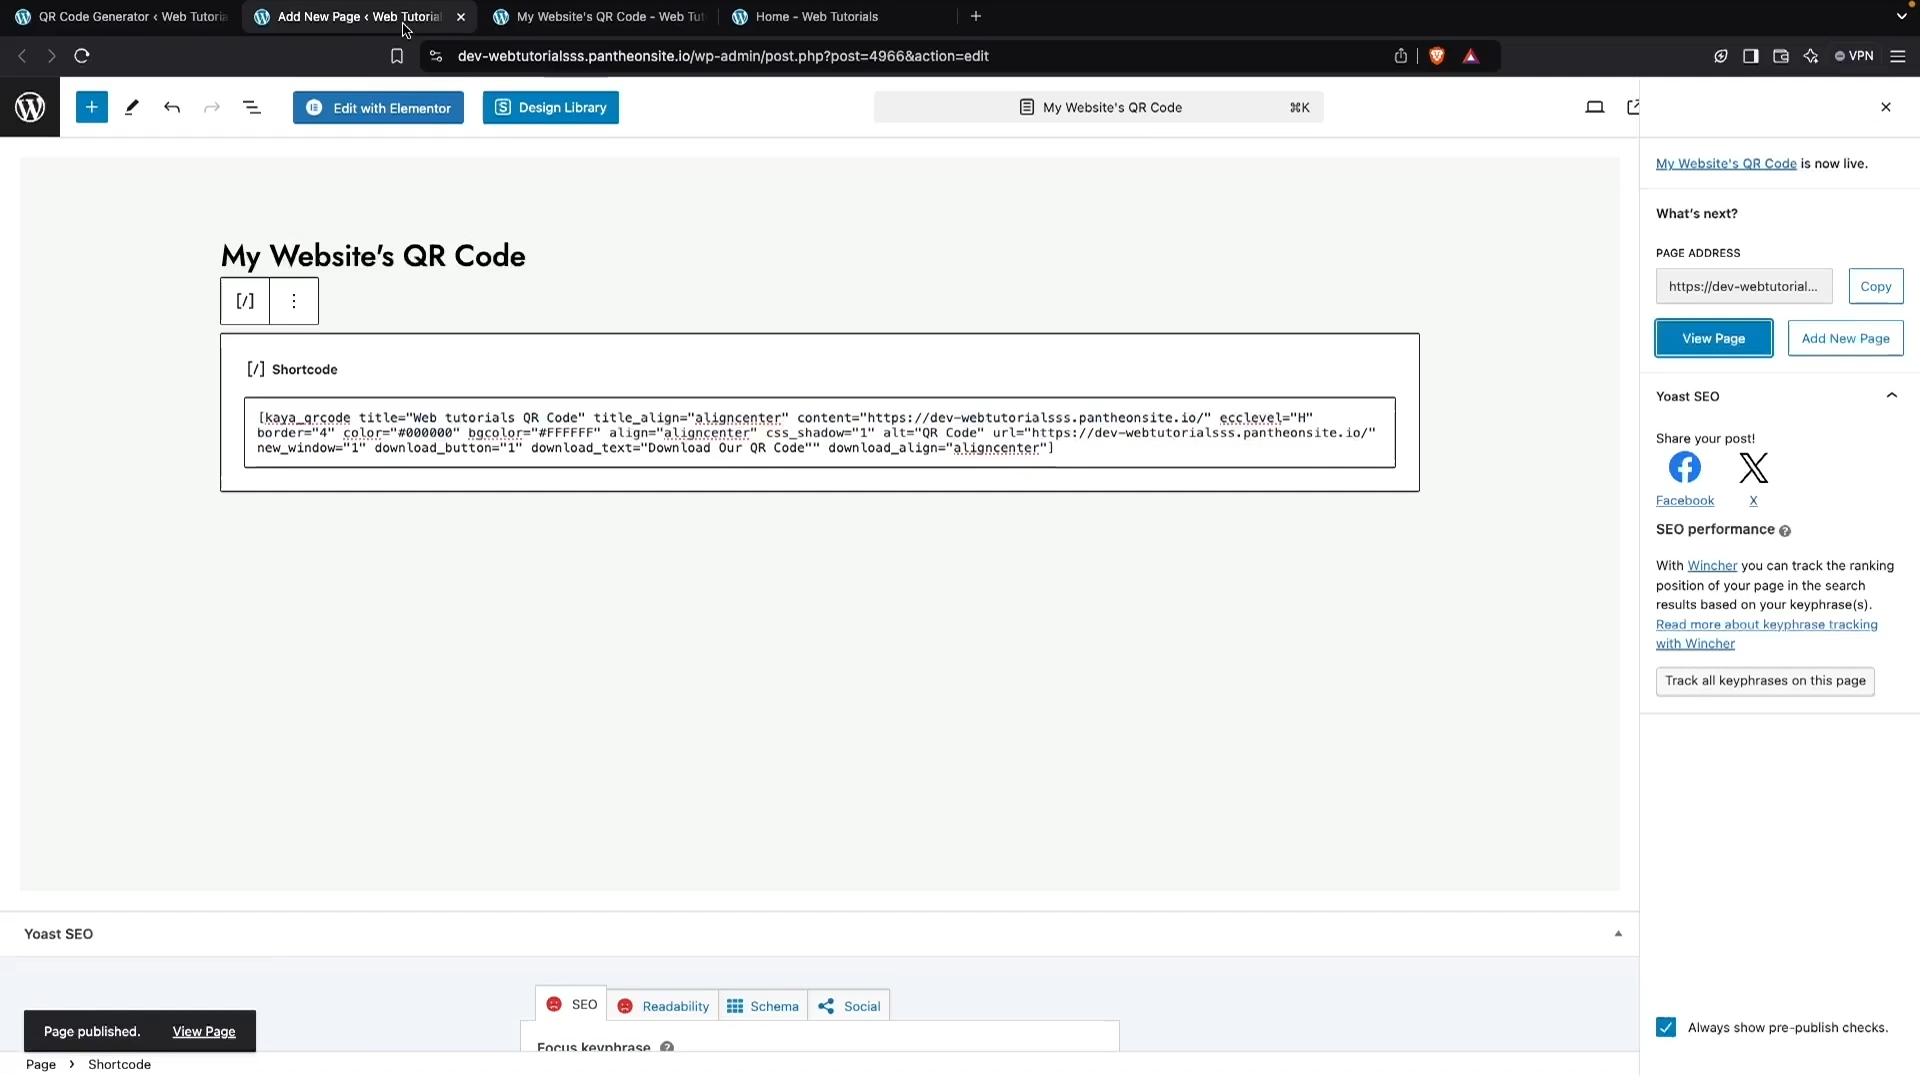 QR Code Generator ‹ Web Tutoria
Add New Page ‹ Web Tutorial
My Website's QR Code - Web Tut
Home - Web Tutorials
dev-webtutorialsss.pantheonsite.io/wp-admin/post.php?post=4966&action=edit
VPN
Edit with Elementor
Design Library
My Website's QR Code
⌘K
My Website's QR Code is now live.
What's next?
PAGE ADDRESS
https://dev-webtutorial...
Copy
View Page
Add New Page
My Website's QR Code
[/]
[/] Shortcode
[kaya_qrcode title="Web tutorials QR Code" title_align="aligncenter" content="https://dev-webtutorialsss.pantheonsite.io/" ecclevel="H"
border="4" color="#000000" bgcolor="#FFFFFF" align="aligncenter" css_shadow="1" alt="QR Code" url="https://dev-webtutorialsss.pantheonsite.io/"
new_window="1" download_button="1" download_text="Download Our QR Code"" download_align="aligncenter"]
Yoast SEO
Share your post!
Facebook
X
SEO performance
With Wincher you can track the ranking
position of your page in the search
results based on your keyphrase(s).
Read more about keyphrase tracking
with Wincher
Track all keyphrases on this page
Yoast SEO
SEO
Readability
Schema
Social
Focus keyphrase
Page published.
View Page
Always show pre-publish checks.
Page › Shortcode